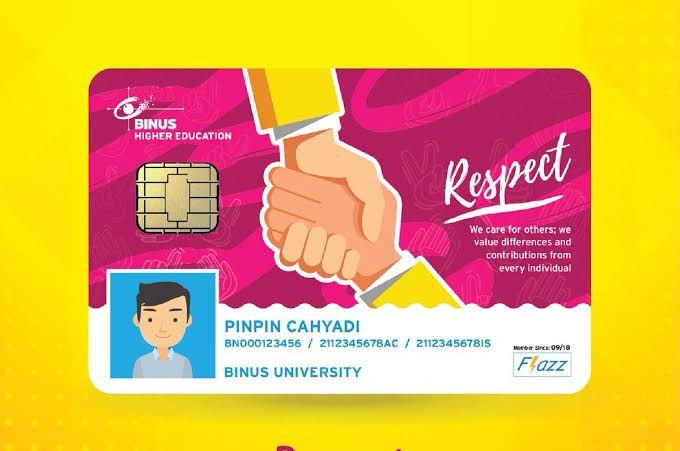 BINUS
HIGHER EDUCATION
Respect
We care for others; we
value differences and
contributions from
every individual
PINPIN CAHYADI
BN000123456 / 2112345678AC / 2112345678IS
BINUS UNIVERSITY
Member Since: 09/18
Flazz